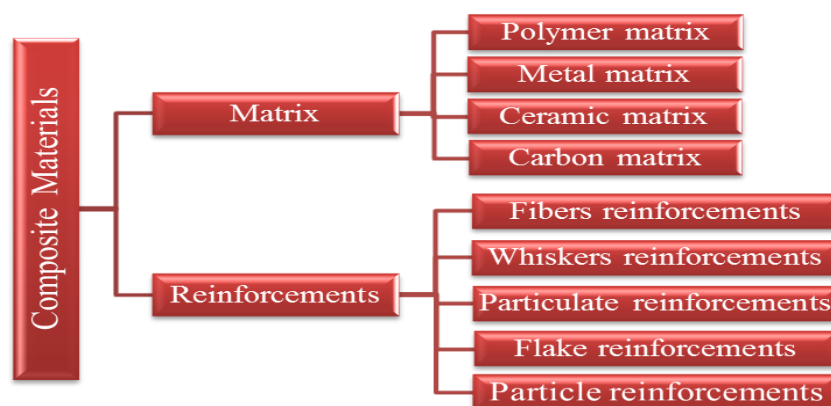 Composite Materials
Matrix
Polymer matrix
Metal matrix
Ceramic matrix
Carbon matrix
Reinforcements
Fibers reinforcements
Whiskers reinforcements
Particulate reinforcements
Flake reinforcements
Particle reinforcements